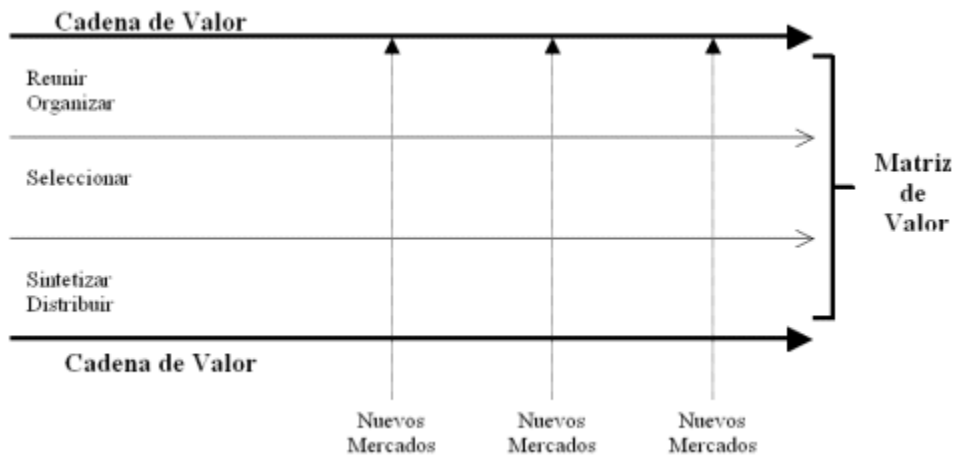 Cadena de Valor
Reunir
Organizar
Seleccionar
Sintetizar
Distribuir
Cadena de Valor
Matriz
de
Valor
Nuevos
Mercados
Nuevos
Mercados
Nuevos
Mercados